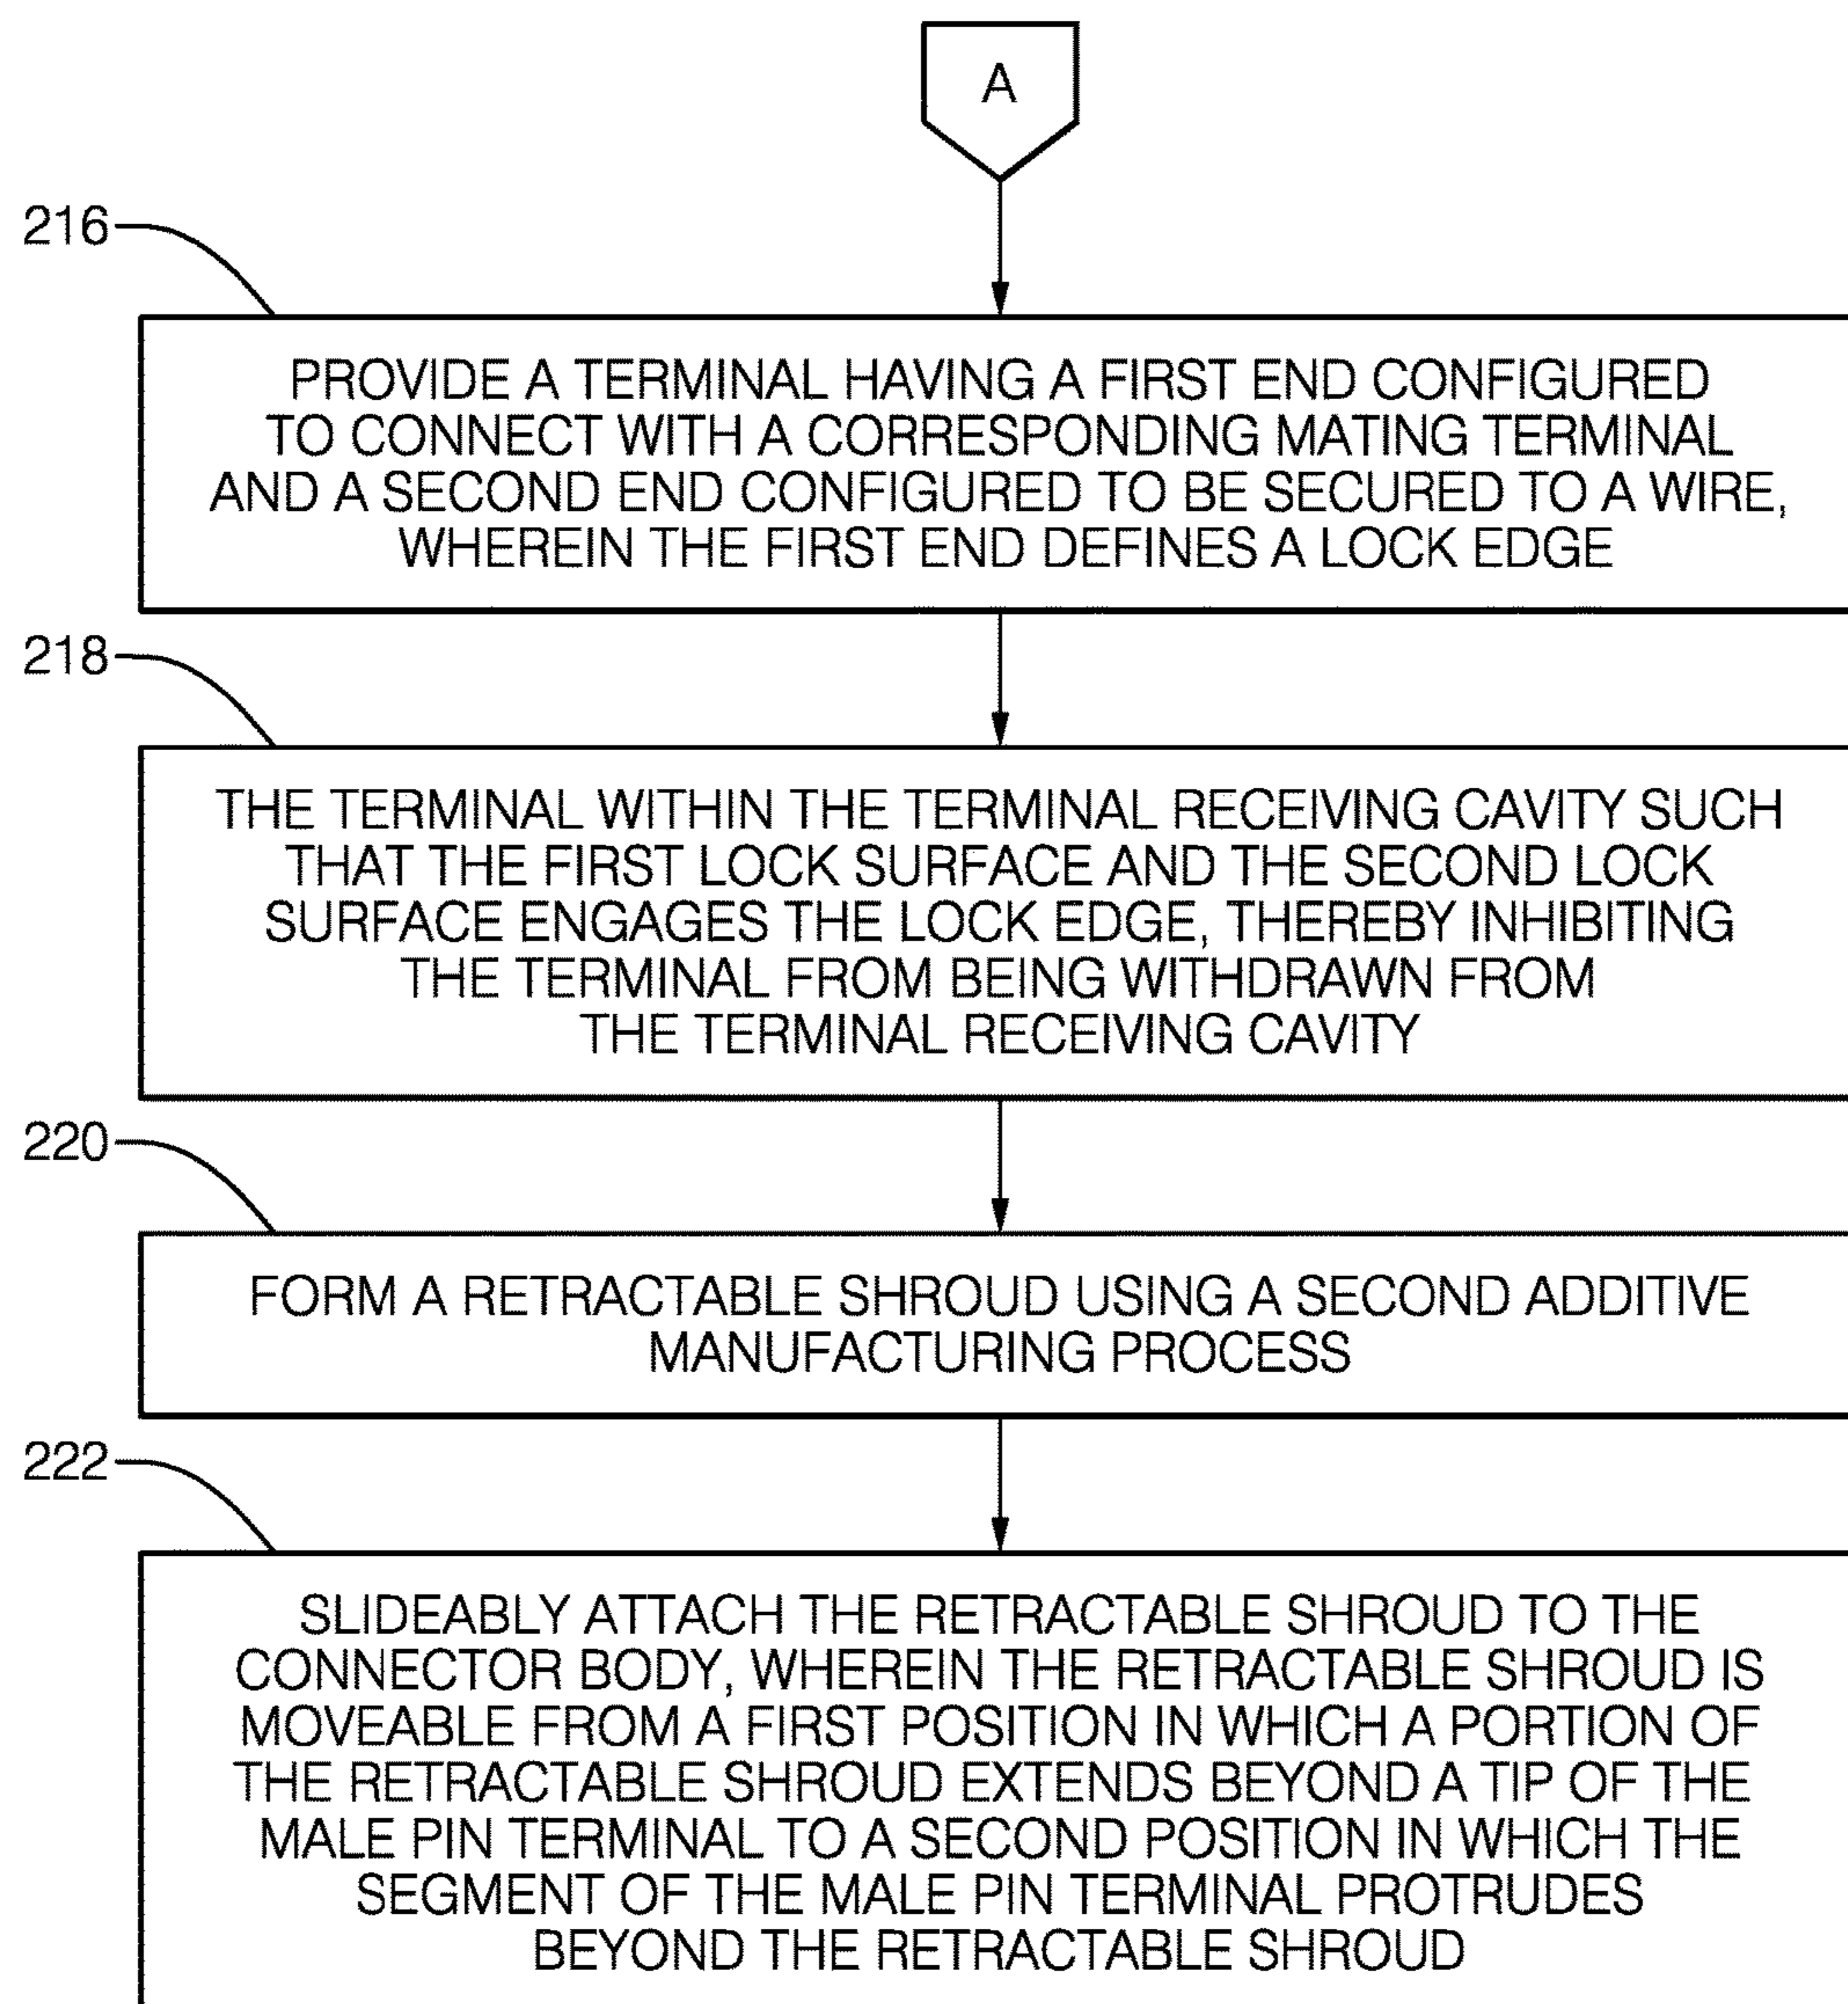 A
216
PROVIDE A TERMINAL HAVING A FIRST END CONFIGURED
TO CONNECT WITH A CORRESPONDING MATING TERMINAL
AND A SECOND END CONFIGURED TO BE SECURED TO A WIRE,
WHEREIN THE FIRST END DEFINES A LOCK EDGE
218
THE TERMINAL WITHIN THE TERMINAL RECEIVING CAVITY SUCH
THAT THE FIRST LOCK SURFACE AND THE SECOND LOCK
SURFACE ENGAGES THE LOCK EDGE, THEREBY INHIBITING
THE TERMINAL FROM BEING WITHDRAWN FROM
THE TERMINAL RECEIVING CAVITY
220
FORM A RETRACTABLE SHROUD USING A SECOND ADDITIVE
MANUFACTURING PROCESS
222
SLIDEABLY ATTACH THE RETRACTABLE SHROUD TO THE
CONNECTOR BODY, WHEREIN THE RETRACTABLE SHROUD IS
MOVEABLE FROM A FIRST POSITION IN WHICH A PORTION OF
THE RETRACTABLE SHROUD EXTENDS BEYOND A TIP OF THE
MALE PIN TERMINAL TO A SECOND POSITION IN WHICH THE
SEGMENT OF THE MALE PIN TERMINAL PROTRUDES
BEYOND THE RETRACTABLE SHROUD